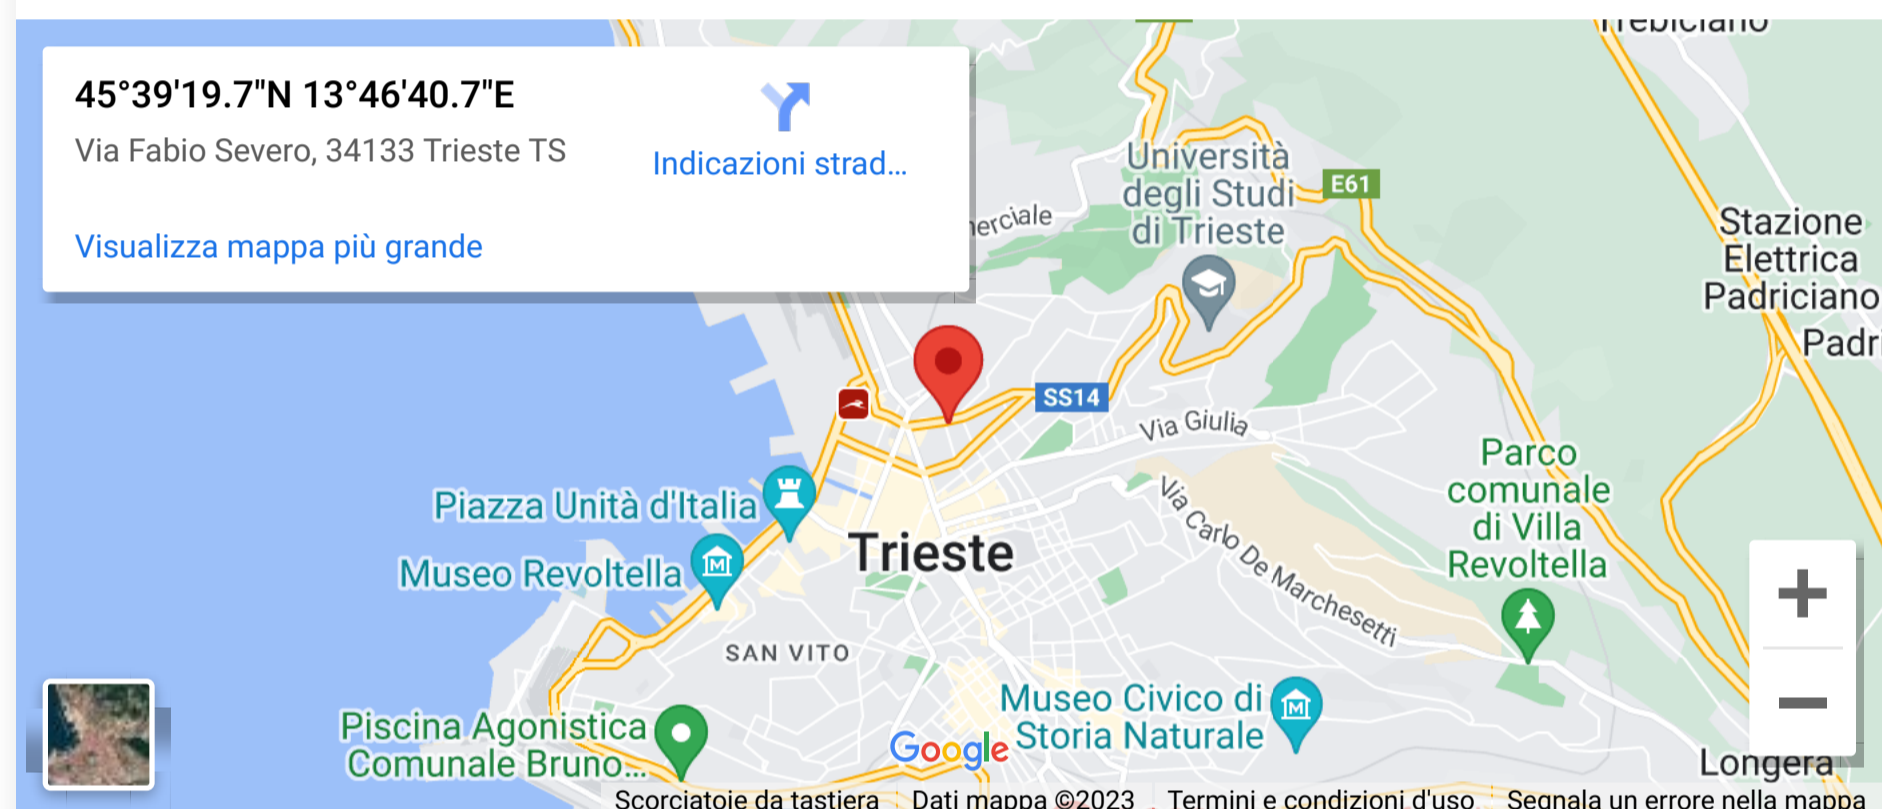 Trebiciano
45°39'19.7"N 13°46'40.7"E
Via Fabio Severo, 34133 Trieste TS
Indicazioni strad...
Visualizza mappa più grande
merciale
Università
degli Studi
di Trieste
E61
Stazione
Elettrica
Padriciano
Padri
SS14
Via Giulia
Via Carlo De Marchesetti
Parco
comunale
di Villa
Revoltella
Piazza Unità d'Italia
Museo Revoltella
Trieste
SAN VITO
Museo Civico di
Storia Naturale
Piscina Agonistica
Comunale Bruno...
Google
Longera
Scorciatoie da tastiera
Dati mappa ©2023
Termini e condizioni d'uso
Segnala un errore nella mappa